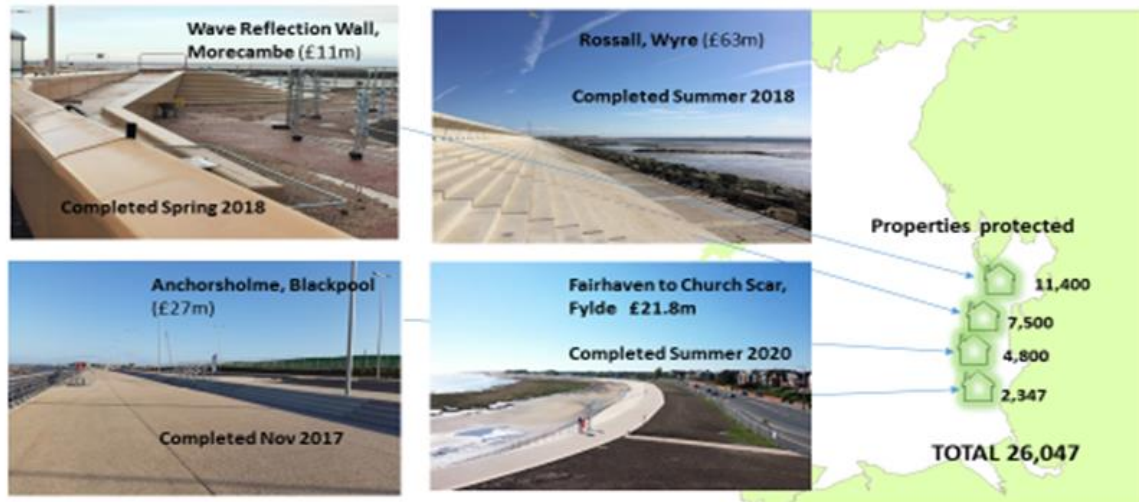 Wave Reflection Wall,
Morecambe (£11m)
Completed Spring 2018
Rossall, Wyre (£63m)
Completed Summer 2018
Anchorsholme, Blackpool
(£27m)
Completed Nov 2017
Fairhaven to Church Scar,
Fylde £21.8m
Completed Summer 2020
Properties protected
11,400
7,500
4,800
2,347
TOTAL 26,047